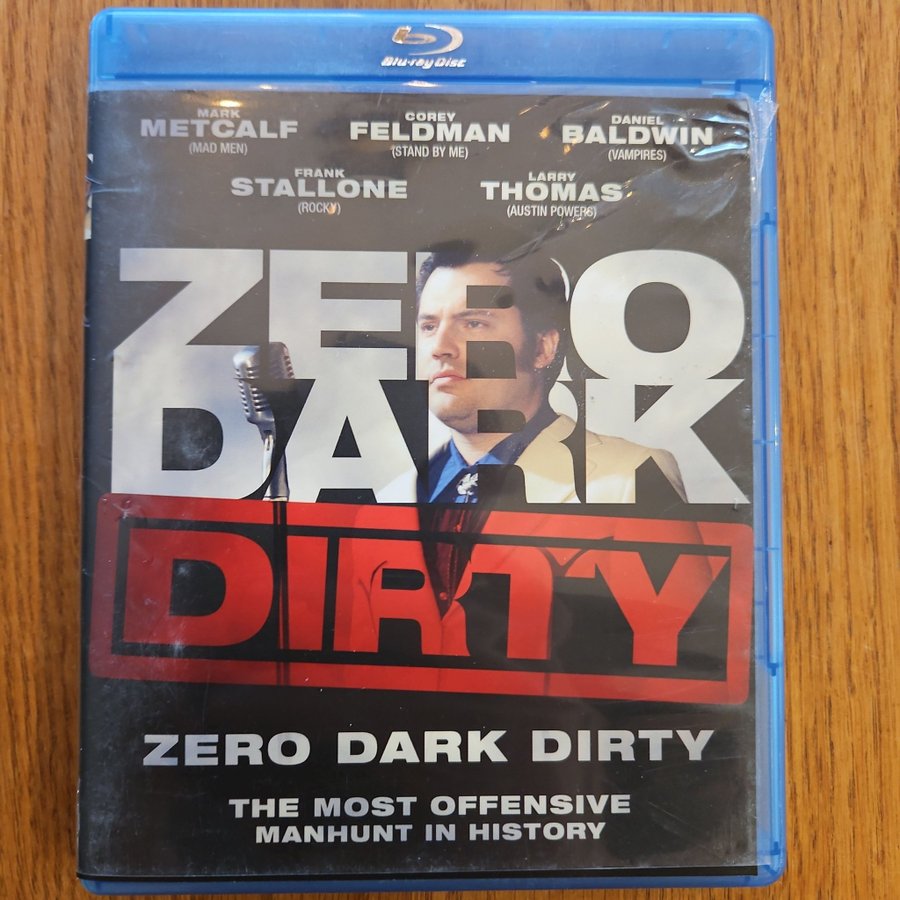 Blu-ray Disc
MARK COREY DANIEL
METCALF FELDMAN BALDWIN
(MAD MEN) (STAND BY ME) (VAMPIRES)
FRANK LARRY
STALLONE THOMAS
(ROCKY) (AUSTIN POWERS)
ZERO
DARK
DIRTY
ZERO DARK DIRTY
THE MOST OFFENSIVE
MANHUNT IN HISTORY